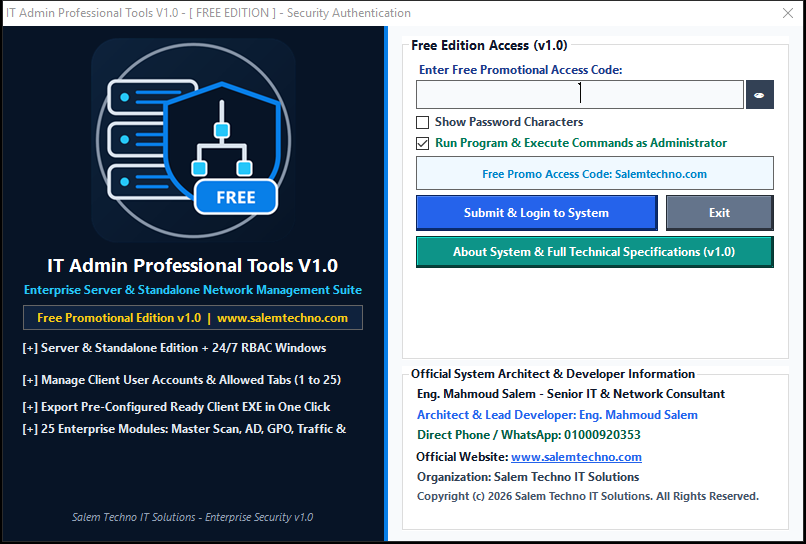 IT Admin Professional Tools V1.0 - [ FREE EDITION ] - Security Authentication
FREE
IT Admin Professional Tools V1.0
Enterprise Server & Standalone Network Management Suite
Free Promotional Edition v1.0 | www.salemtechno.com
[+] Server & Standalone Edition + 24/7 RBAC Windows
[+] Manage Client User Accounts & Allowed Tabs (1 to 25)
[+] Export Pre-Configured Ready Client EXE in One Click
[+] 25 Enterprise Modules: Master Scan, AD, GPO, Traffic &
Salem Techno IT Solutions - Enterprise Security v1.0
Free Edition Access (v1.0)
Enter Free Promotional Access Code:
Show Password Characters
Run Program & Execute Commands as Administrator
Free Promo Access Code: Salemtechno.com
Submit & Login to System
Exit
About System & Full Technical Specifications (v1.0)
Official System Architect & Developer Information
Eng. Mahmoud Salem - Senior IT & Network Consultant
Architect & Lead Developer: Eng. Mahmoud Salem
Direct Phone / WhatsApp: 01000920353
Official Website: www.salemtechno.com
Organization: Salem Techno IT Solutions
Copyright (c) 2026 Salem Techno IT Solutions. All Rights Reserved.